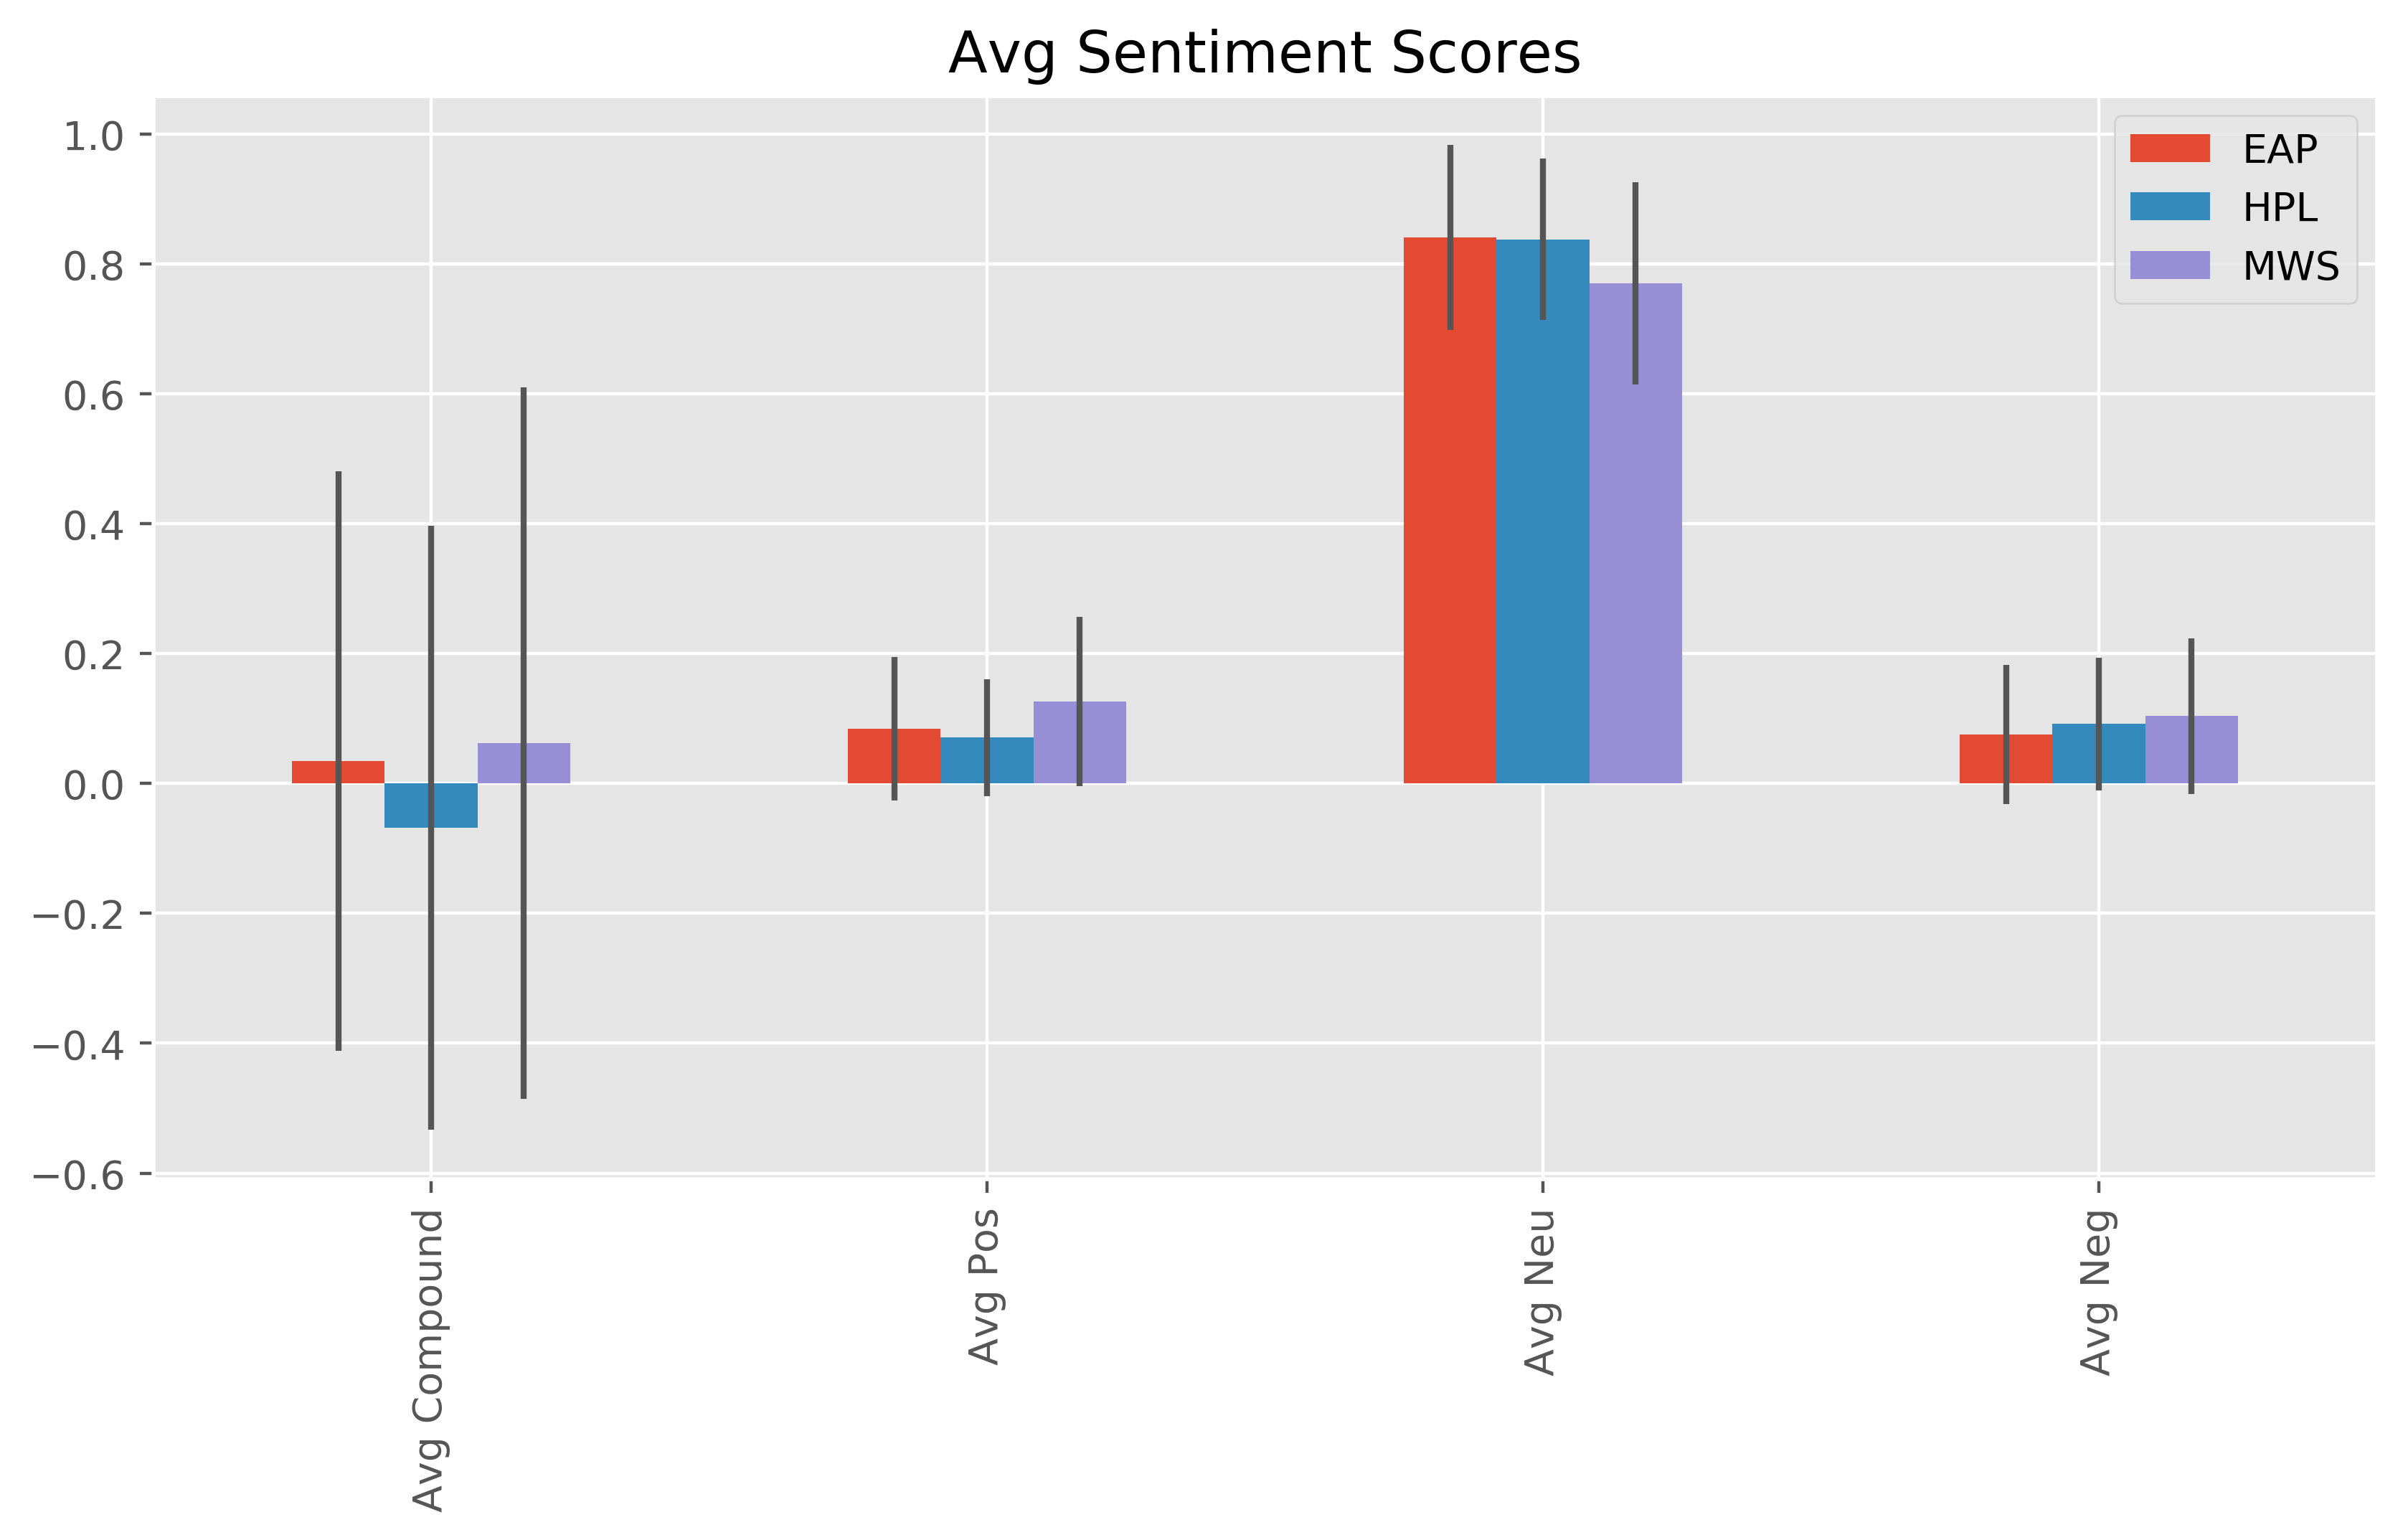 Avg Sentiment Scores
1.0
0.8
0.6
0.4
0.2
0.0
−0.2
−0.4
−0.6
EAP
HPL
MWS
Avg Compound
Avg Pos
Avg Neu
Avg Neg